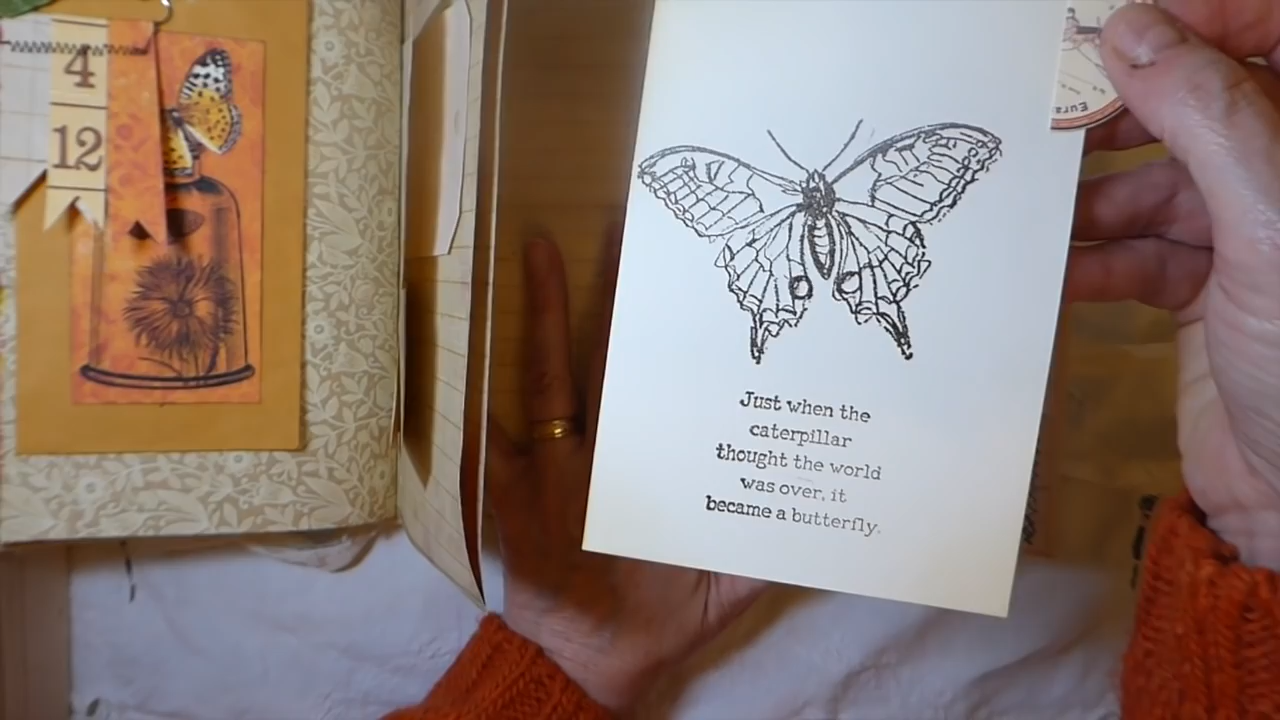 4
12
Just when the
caterpillar
thought the world
was over, it
became a butterfly.